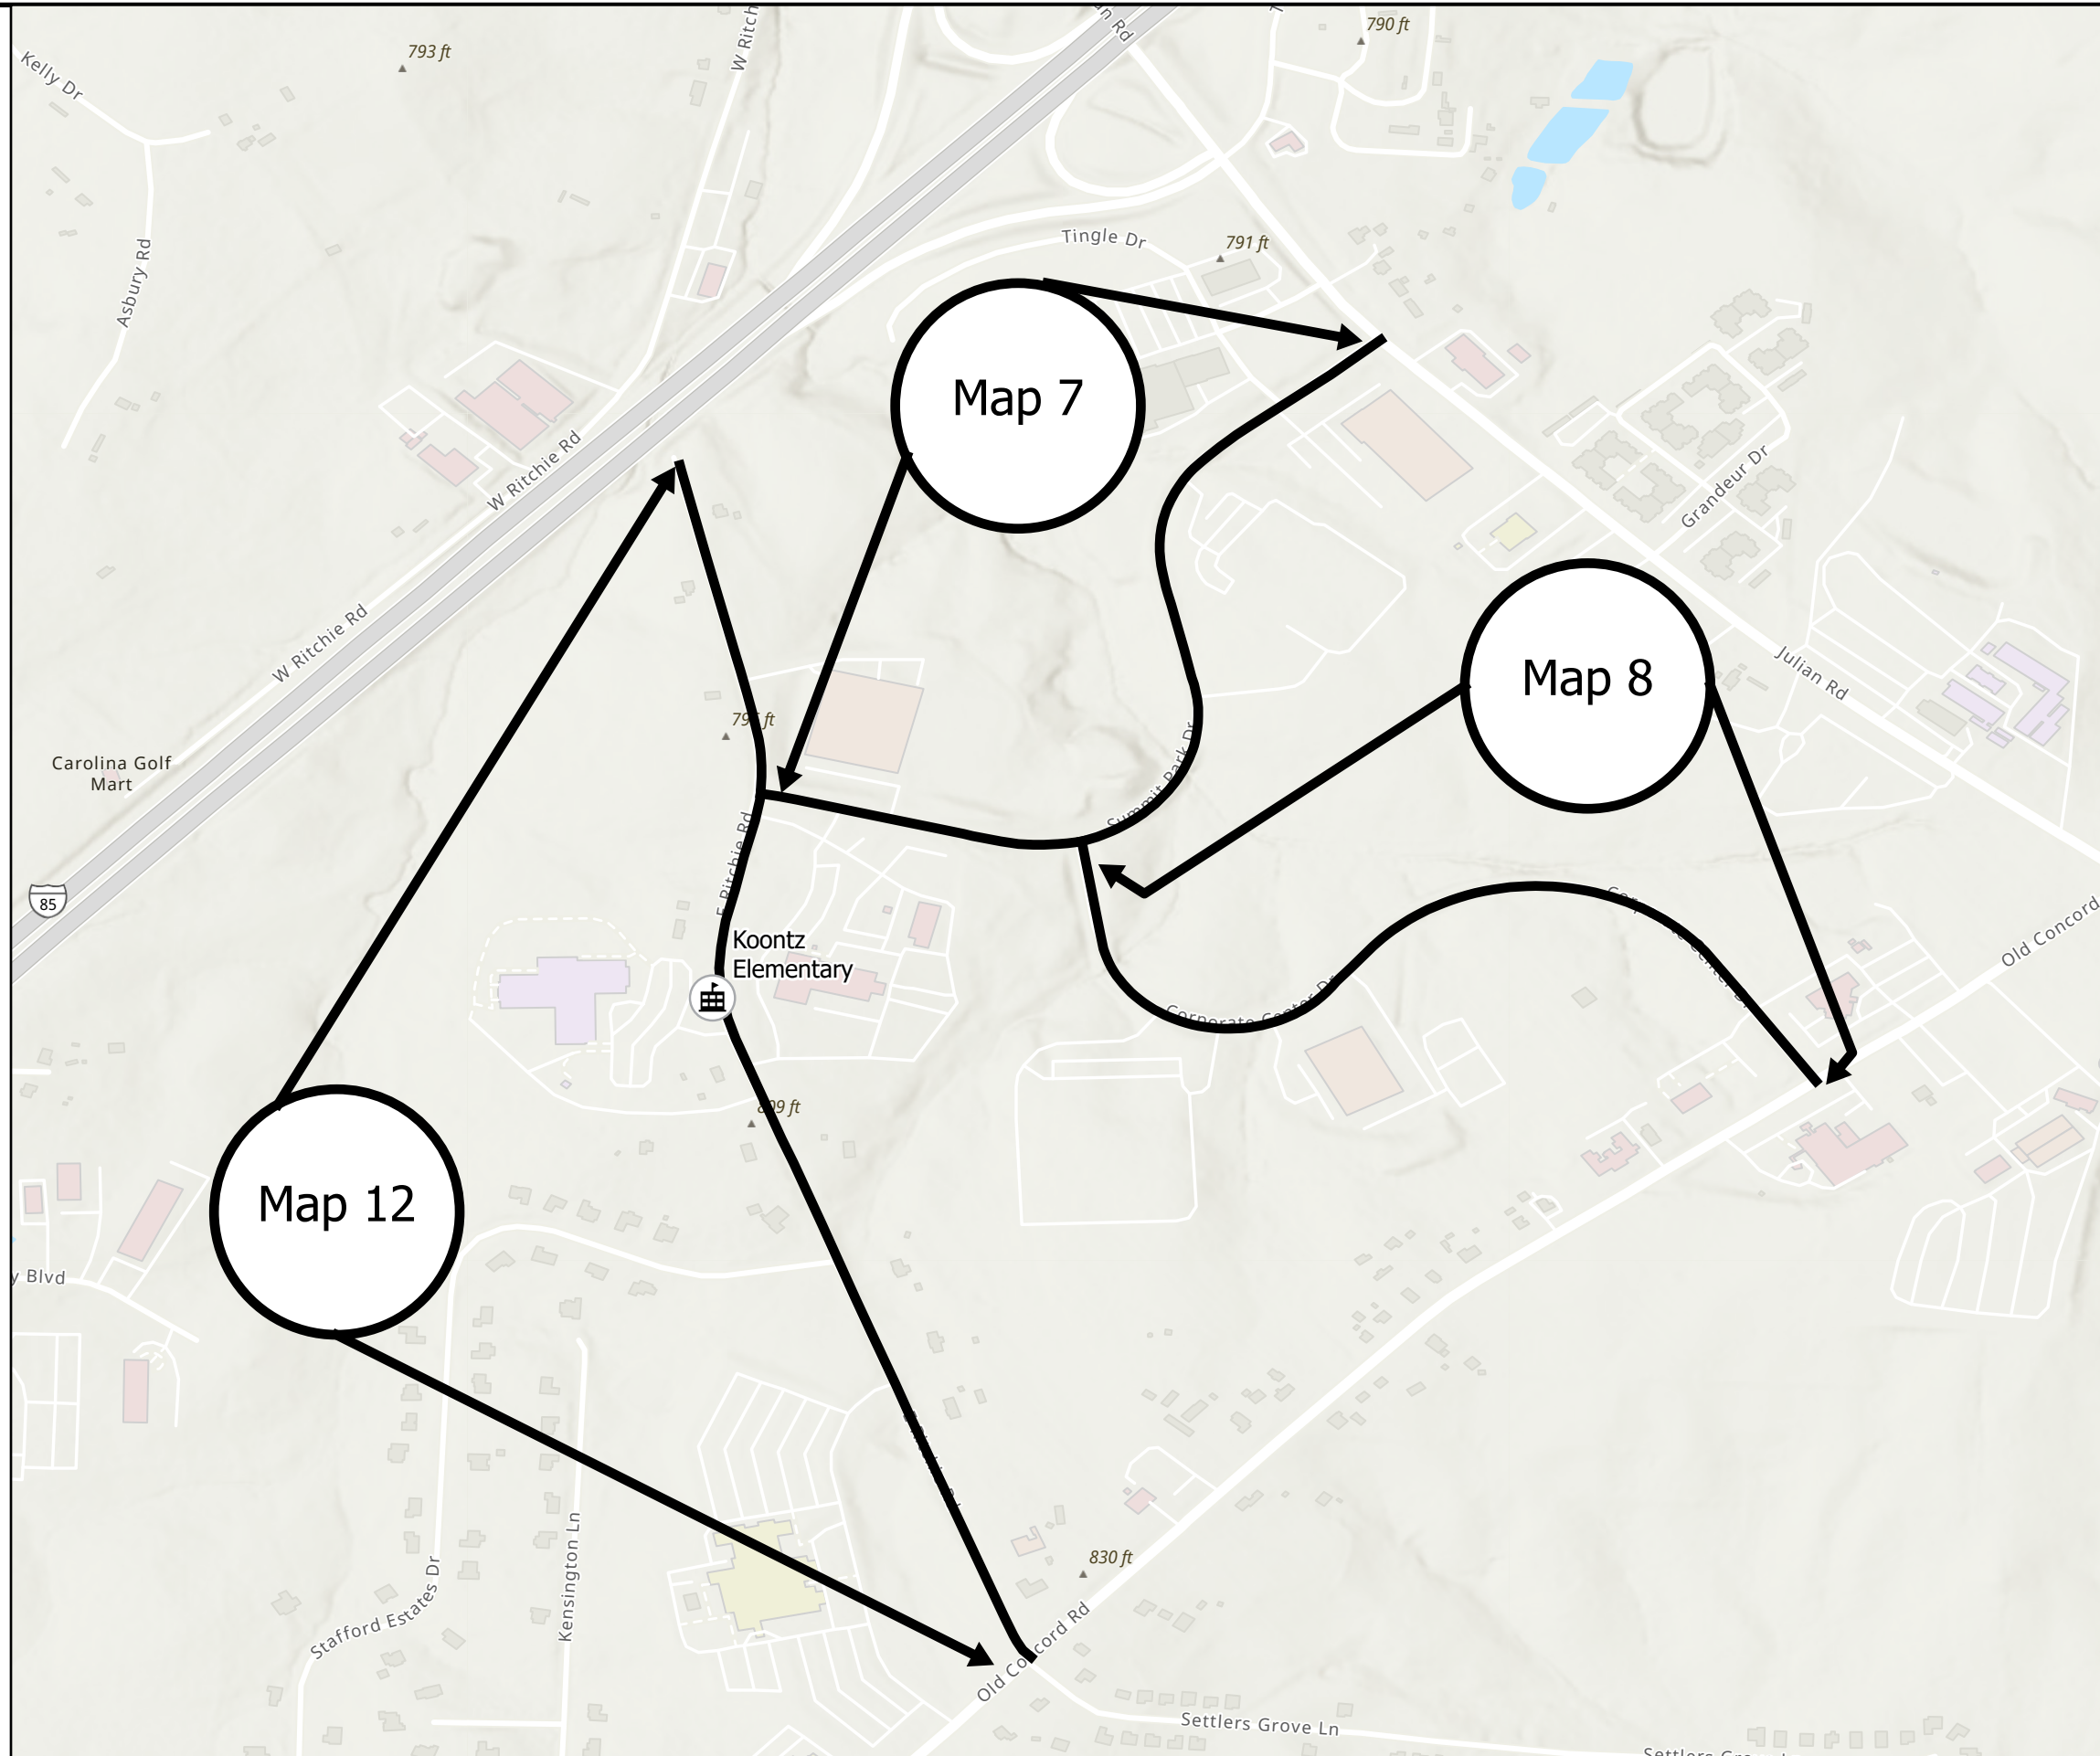 793 ft
790 ft
Kelly Dr
W Ritch
Tingle Dr
791 ft
Asbury Rd
Map 7
W Ritchie Rd
Grandeur Dr
W Ritchie Rd
Map 8
Julian Rd
Carolina Golf
Mart
Summit Park Dr
E Ritchie Rd
85
Koontz
Elementary
Old Concord
Corporate Center Dr
Map 12
y Blvd
830 ft
Kensington Ln
Stafford Estates Dr
Old Concord Rd
Settlers Grove Ln